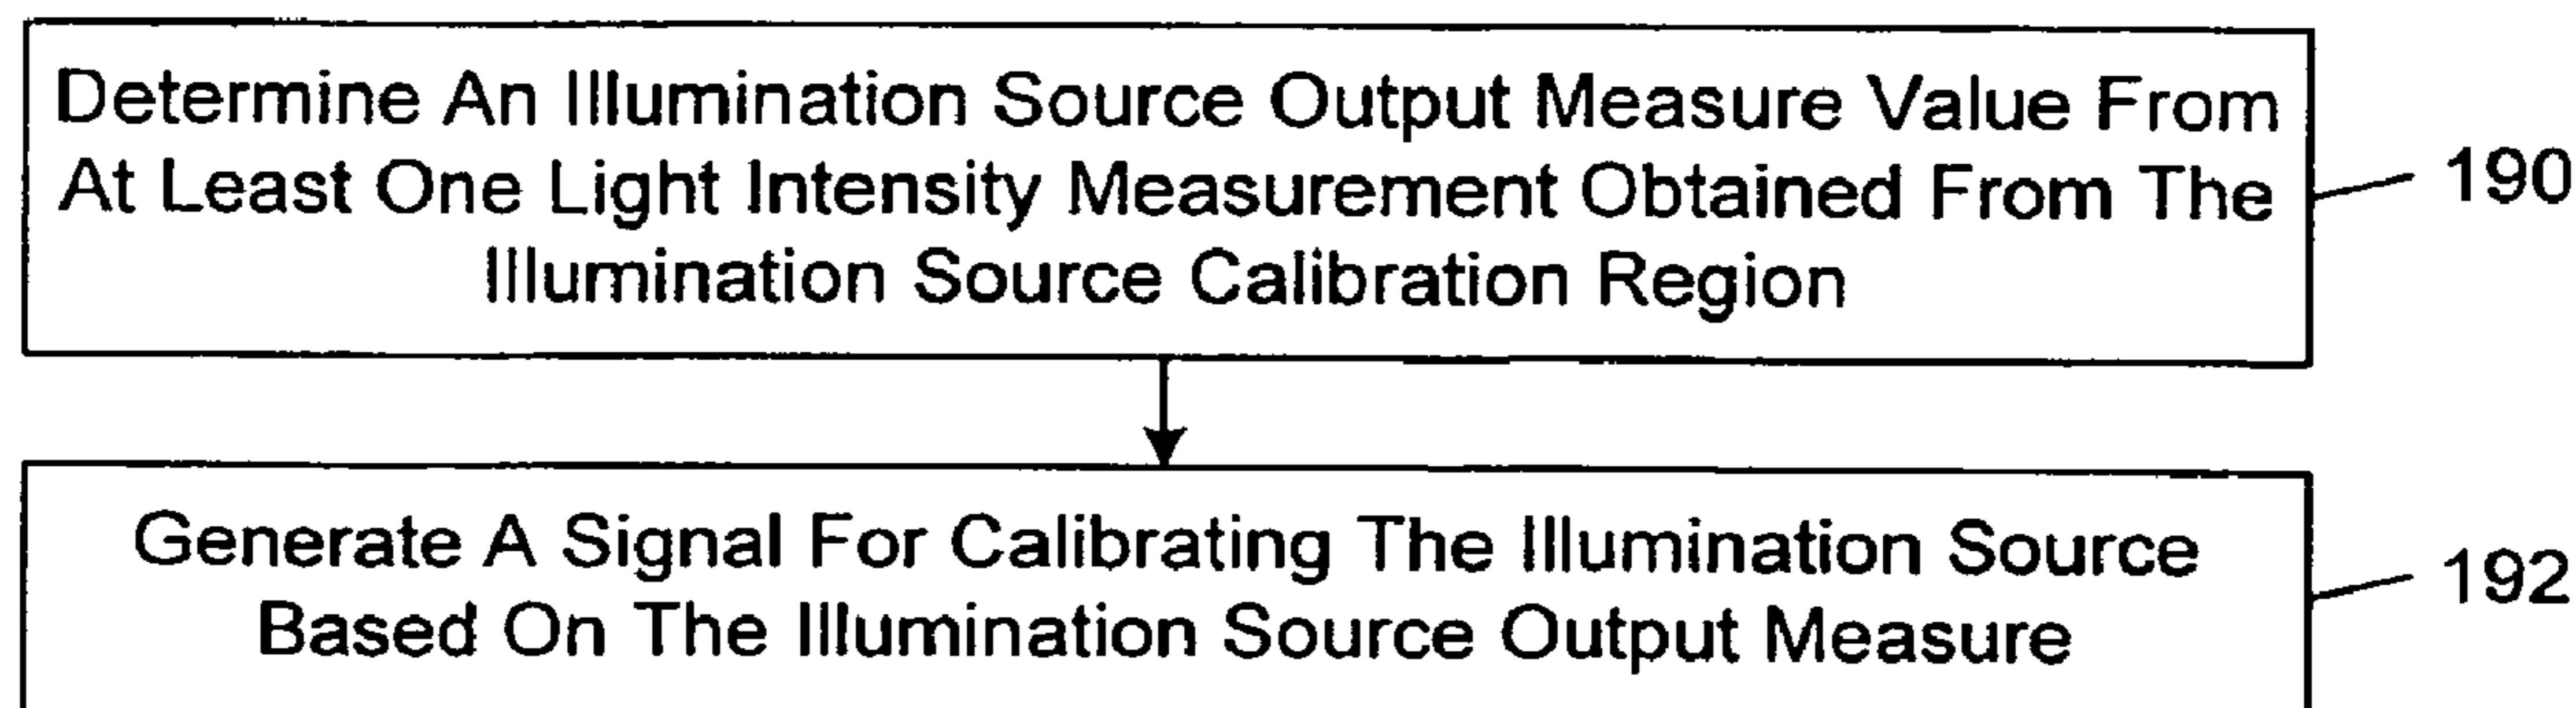 Determine An Illumination Source Output Measure Value From
At Least One Light Intensity Measurement Obtained From The
Illumination Source Calibration Region
190
Generate A Signal For Calibrating The Illumination Source
Based On The Illumination Source Output Measure
192